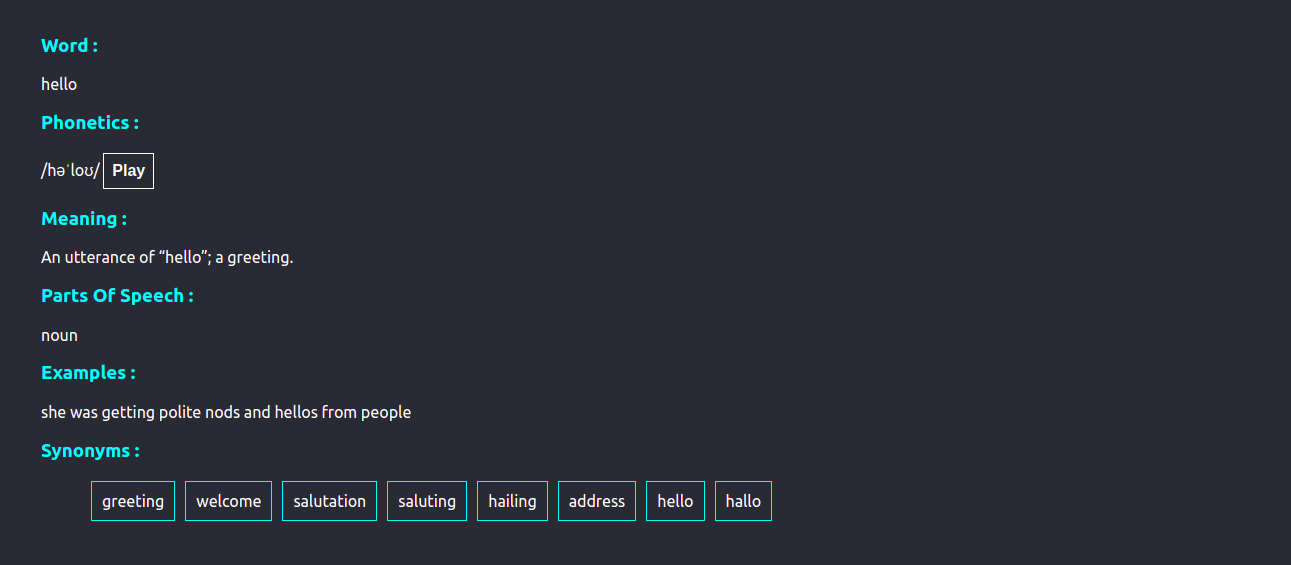 Word :
hello
Phonetics :
/həˈloʊ/ Play
Meaning :
An utterance of “hello”; a greeting.
Parts Of Speech :
noun
Examples :
she was getting polite nods and hellos from people
Synonyms :
greeting welcome salutation saluting hailing address hello hallo